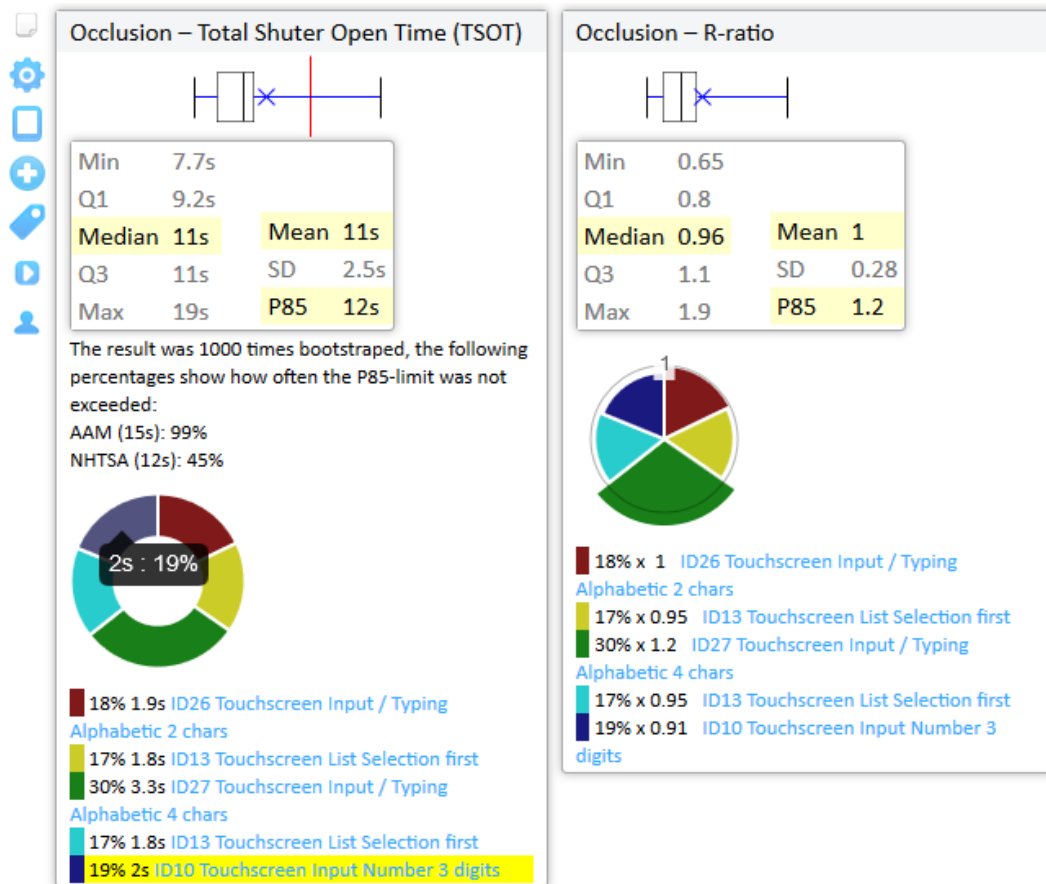 Occlusion – Total Shuter Open Time (TSOT)
Min 7.7s
Q1 9.2s
Median 11s Mean 11s
Q3 11s SD 2.5s
Max 19s P85 12s
The result was 1000 times bootstraped, the following
percentages show how often the P85-limit was not
exceeded:
AAM (15s): 99%
NHTSA (12s): 45%
2s : 19%
18% 1.9s ID26 Touchscreen Input / Typing
Alphabetic 2 chars
17% 1.8s ID13 Touchscreen List Selection first
30% 3.3s ID27 Touchscreen Input / Typing
Alphabetic 4 chars
17% 1.8s ID13 Touchscreen List Selection first
19% 2s ID10 Touchscreen Input Number 3 digits
Occlusion – R-ratio
Min 0.65
Q1 0.8
Median 0.96 Mean 1
Q3 1.1 SD 0.28
Max 1.9 P85 1.2
1
18% x 1 ID26 Touchscreen Input / Typing
Alphabetic 2 chars
17% x 0.95 ID13 Touchscreen List Selection first
30% x 1.2 ID27 Touchscreen Input / Typing
Alphabetic 4 chars
17% x 0.95 ID13 Touchscreen List Selection first
19% x 0.91 ID10 Touchscreen Input Number 3
digits